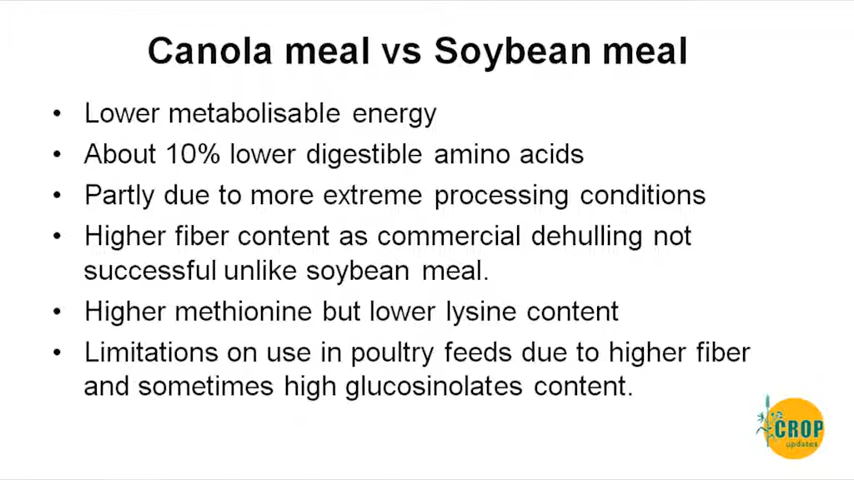 Canola meal vs Soybean meal
• Lower metabolisable energy
• About 10% lower digestible amino acids
• Partly due to more extreme processing conditions
• Higher fiber content as commercial dehulling not
successful unlike soybean meal.
• Higher methionine but lower lysine content
• Limitations on use in poultry feeds due to higher fiber
and sometimes high glucosinolates content.
CROP
updates